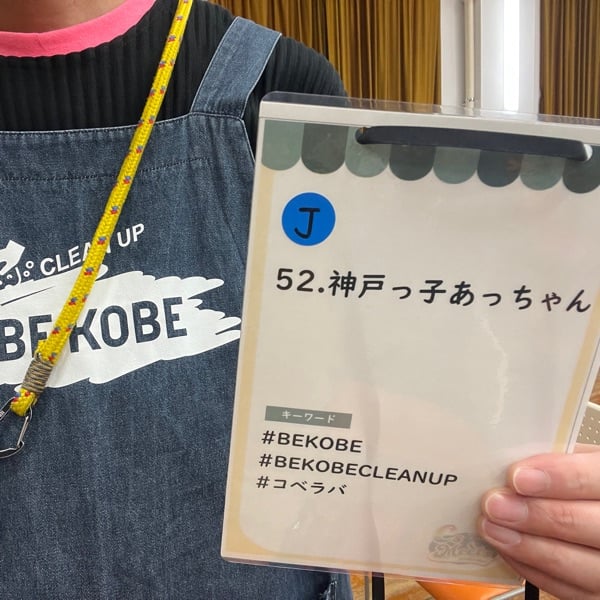 CLEAN UP
BE KOBE
J
52.神戸っ子あっちゃん
キーワード
#BEKOBE
#BEKOBECLEANUP
#コベラバ